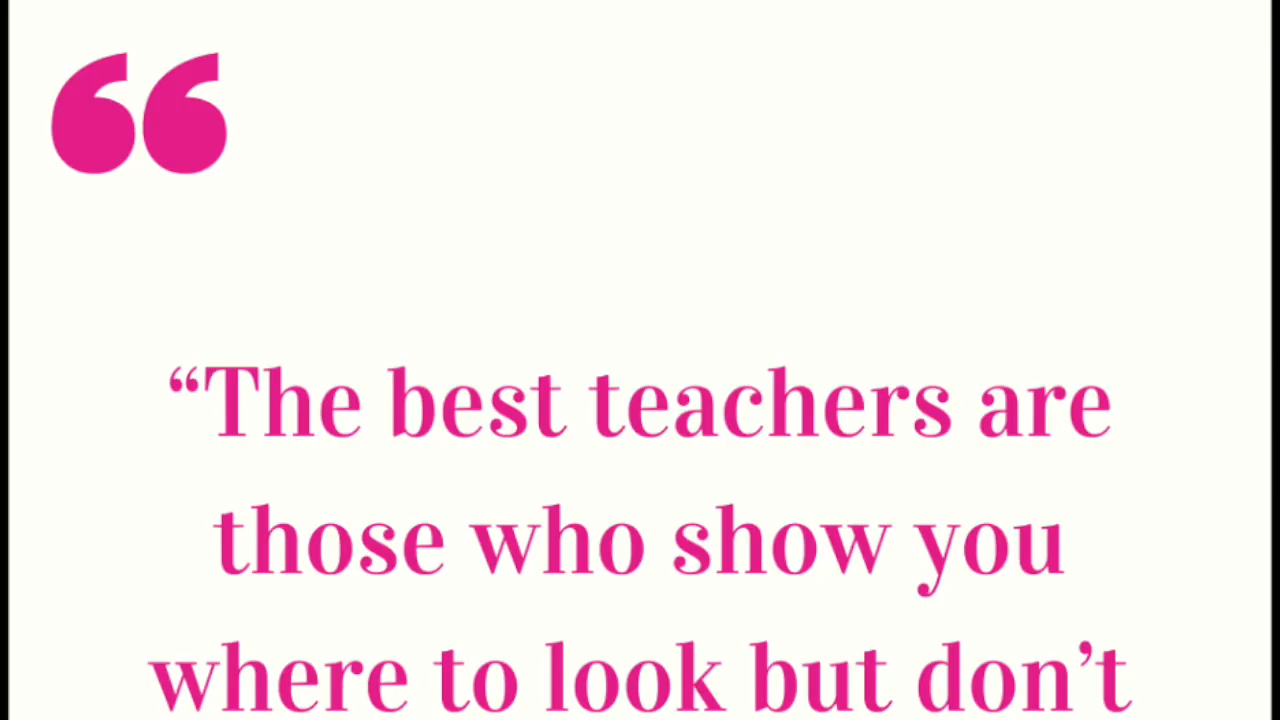 “
“The best teachers are
those who show you
where to look but don’t